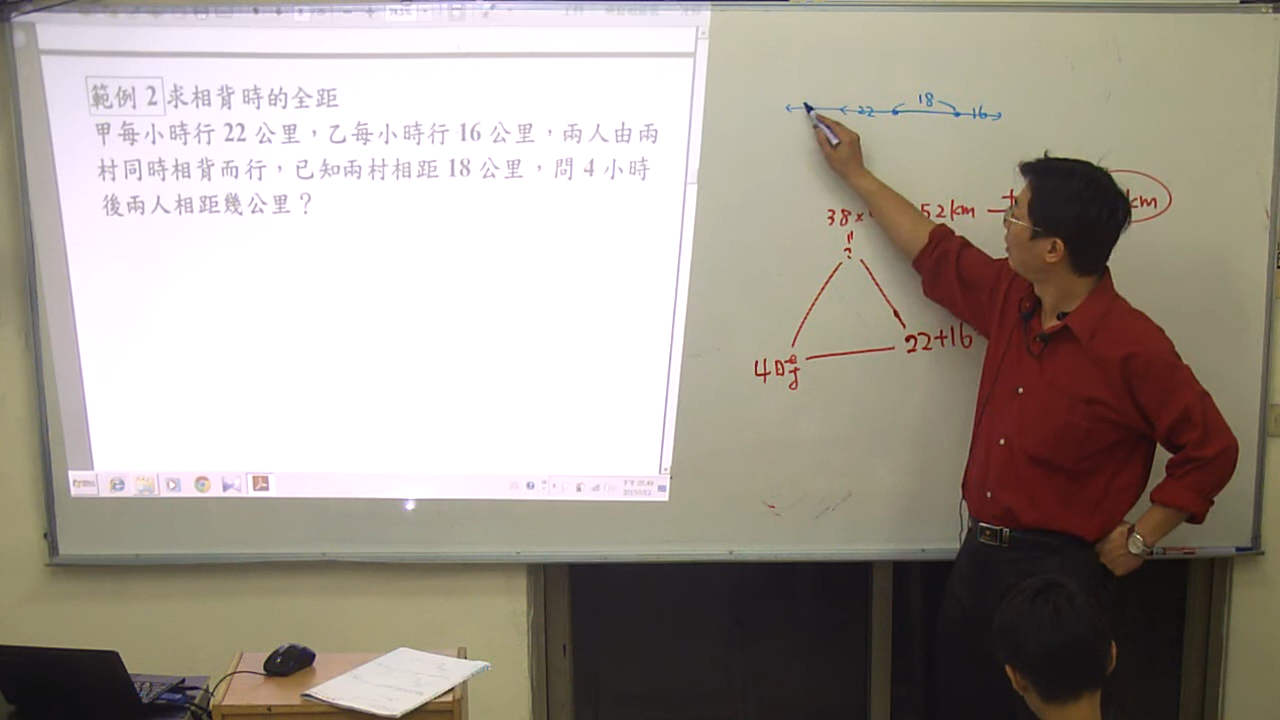 範例 2 求相背時的全距
甲每小時行 22 公里，乙每小時行 16 公里，兩人由兩
村同時相背而行，已知兩村相距 18 公里，問 4 小時
後兩人相距幾公里？
22 18 16
38× 52km + km
"
?
4時 22+16